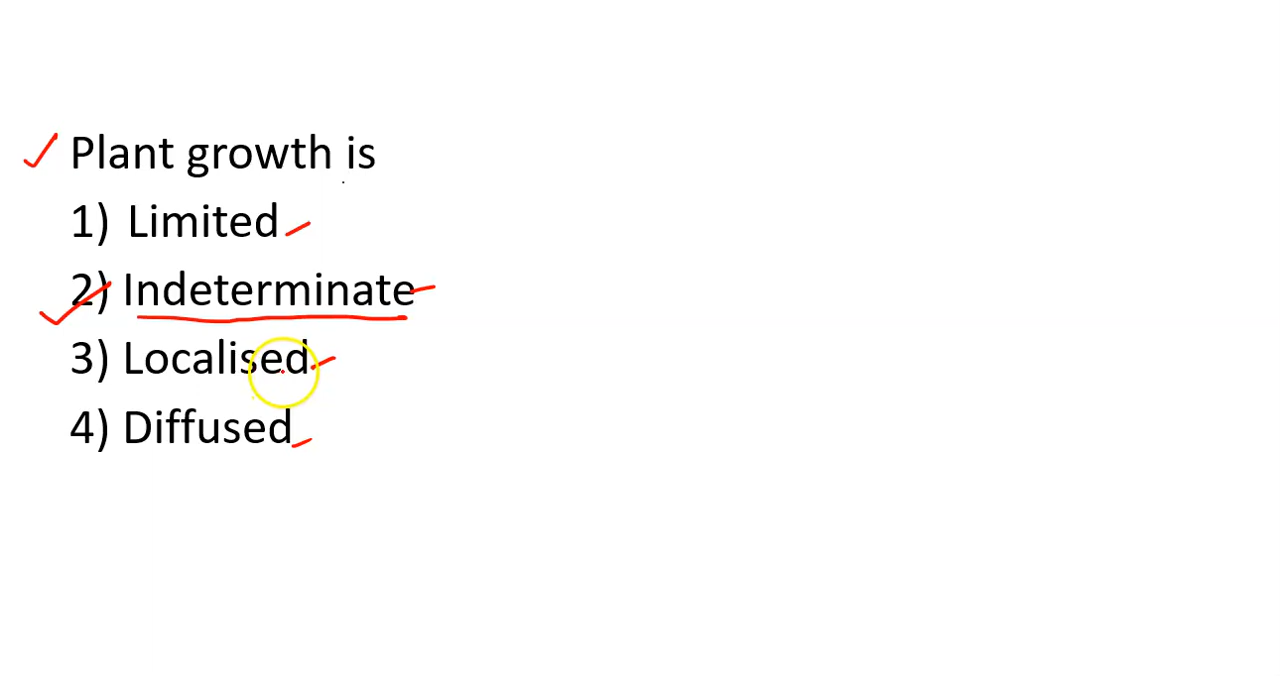 Plant growth is
1) Limited
2) Indeterminate
3) Localised
4) Diffused